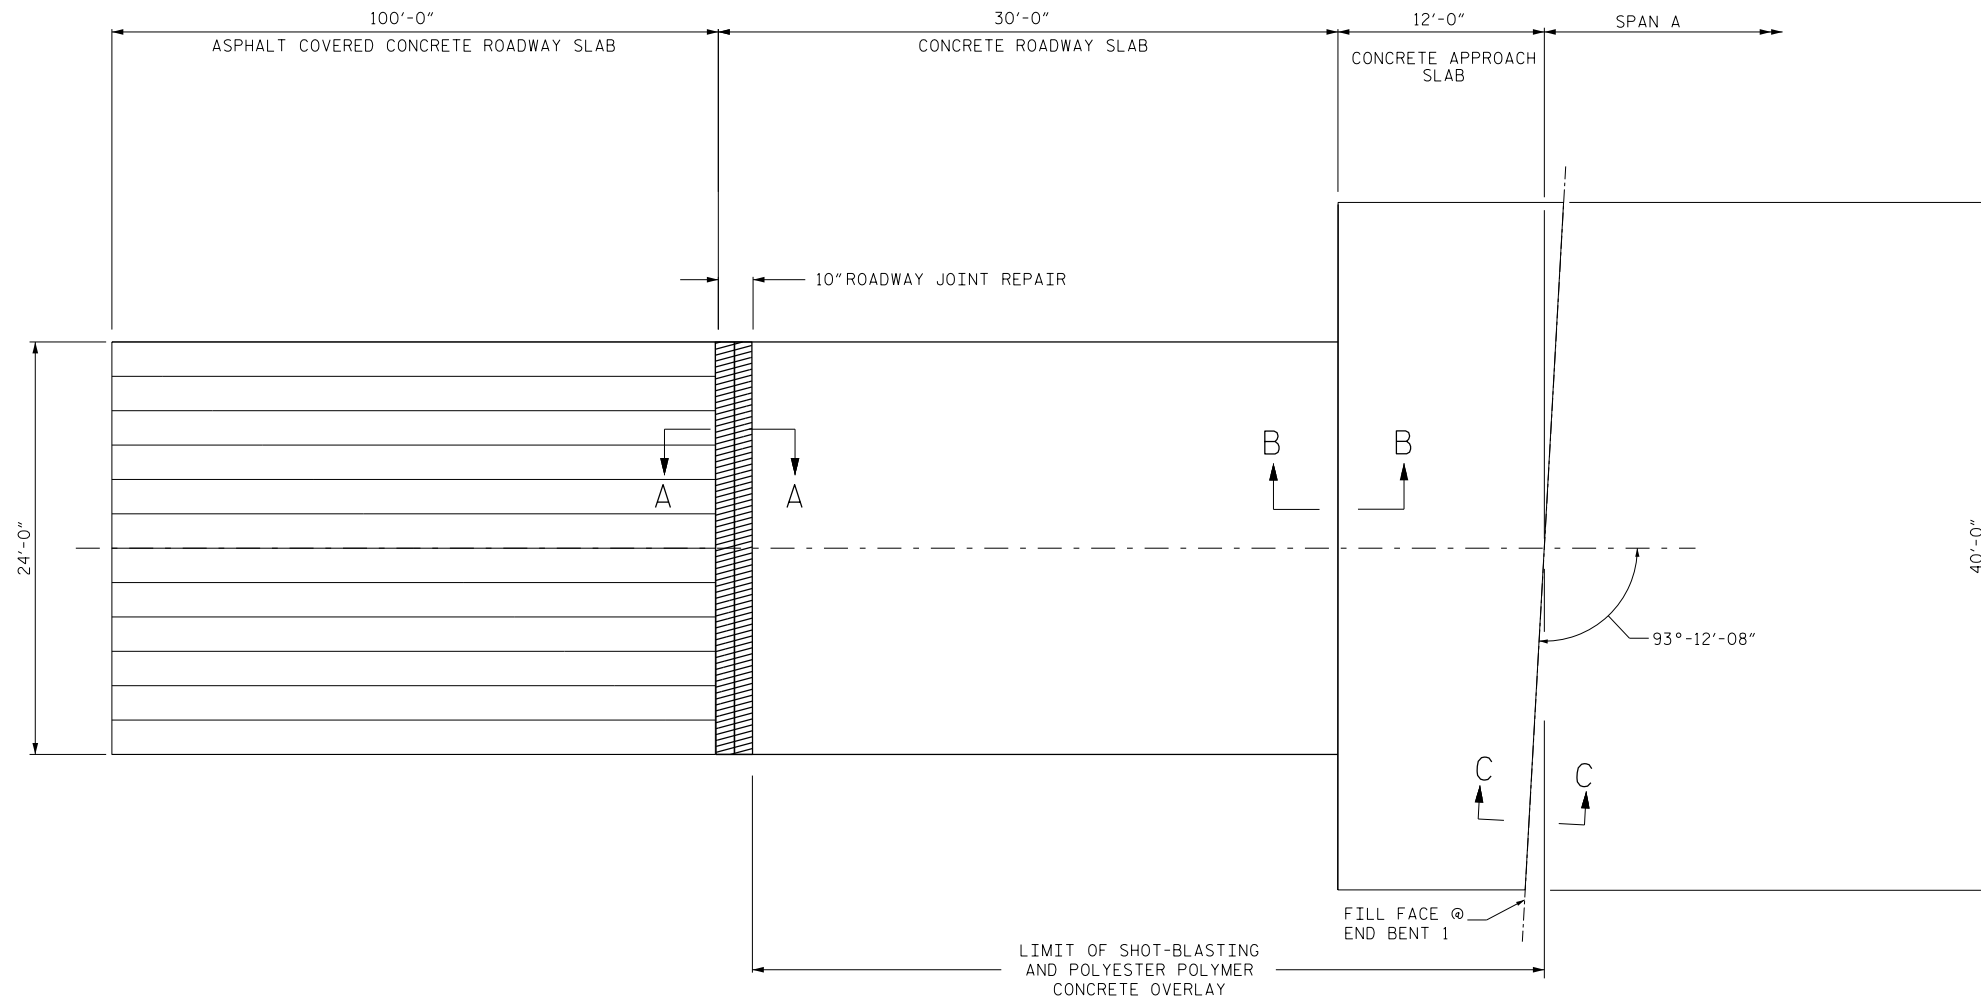 100'-0"
30'-0"
12'-0"
SPAN A
ASPHALT COVERED CONCRETE ROADWAY SLAB
CONCRETE ROADWAY SLAB
CONCRETE APPROACH
SLAB
10" ROADWAY JOINT REPAIR
B
B
A
A
24'-0"
40'-0"
93°-12'-08"
C
C
FILL FACE @
END BENT 1
LIMIT OF SHOT-BLASTING
AND POLYESTER POLYMER
CONCRETE OVERLAY